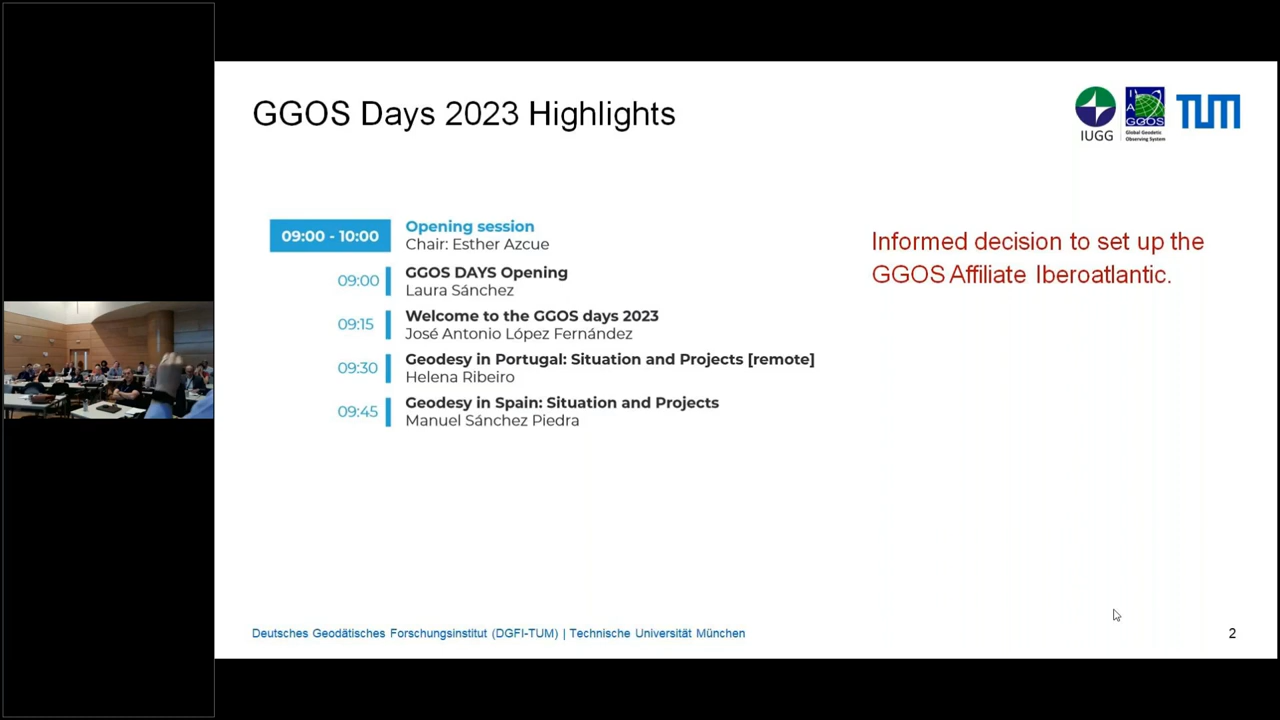 GGOS Days 2023 Highlights
IUGG
I
A
G
GGOS
Global Geodetic
Observing System
TUM
09:00 - 10:00
Opening session
Chair: Esther Azcue
09:00
GGOS DAYS Opening
Laura Sánchez
09:15
Welcome to the GGOS days 2023
José Antonio López Fernández
09:30
Geodesy in Portugal: Situation and Projects [remote]
Helena Ribeiro
09:45
Geodesy in Spain: Situation and Projects
Manuel Sánchez Piedra
Informed decision to set up the
GGOS Affiliate Iberoatlantic.
Deutsches Geodätisches Forschungsinstitut (DGFI-TUM) | Technische Universität München
2